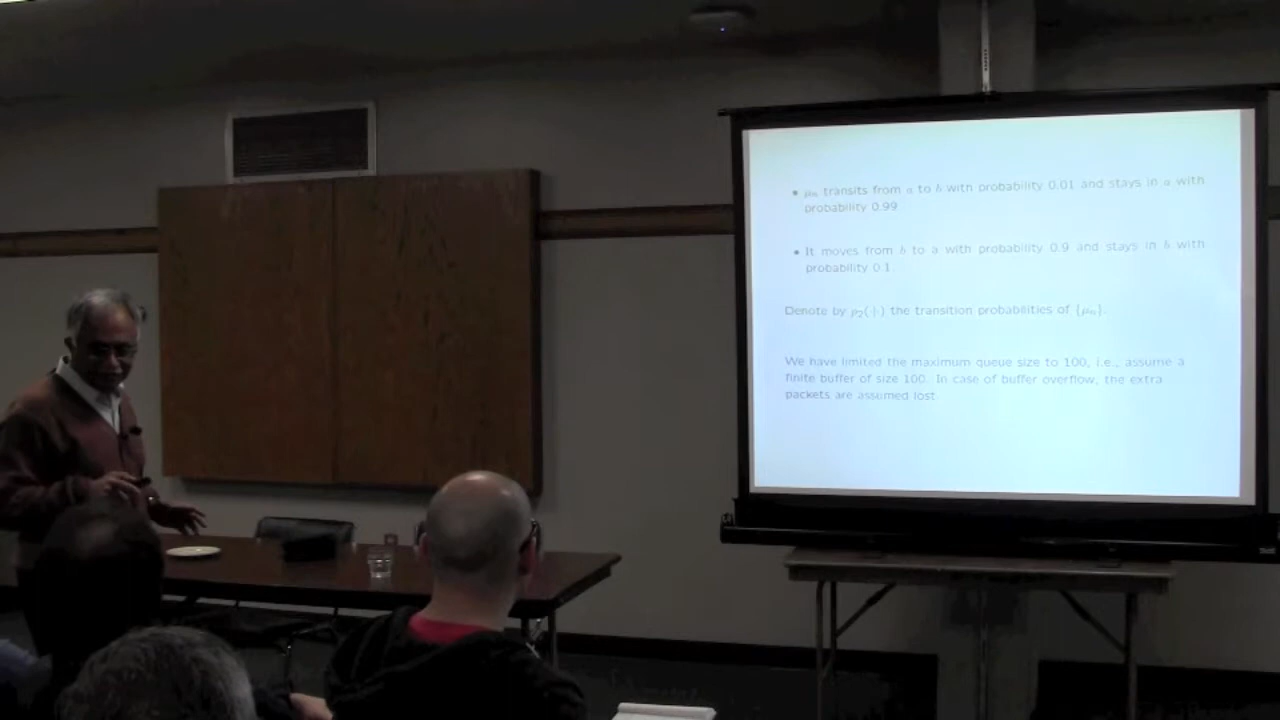 • μₙ transits from a to b with probability 0.01 and stays in a with
probability 0.99
• It moves from b to a with probability 0.9 and stays in b with
probability 0.1.
Denote by p₂(·|·) the transition probabilities of {μₙ}.
We have limited the maximum queue size to 100, i.e., assume a
finite buffer of size 100. In case of buffer overflow, the extra
packets are assumed lost.